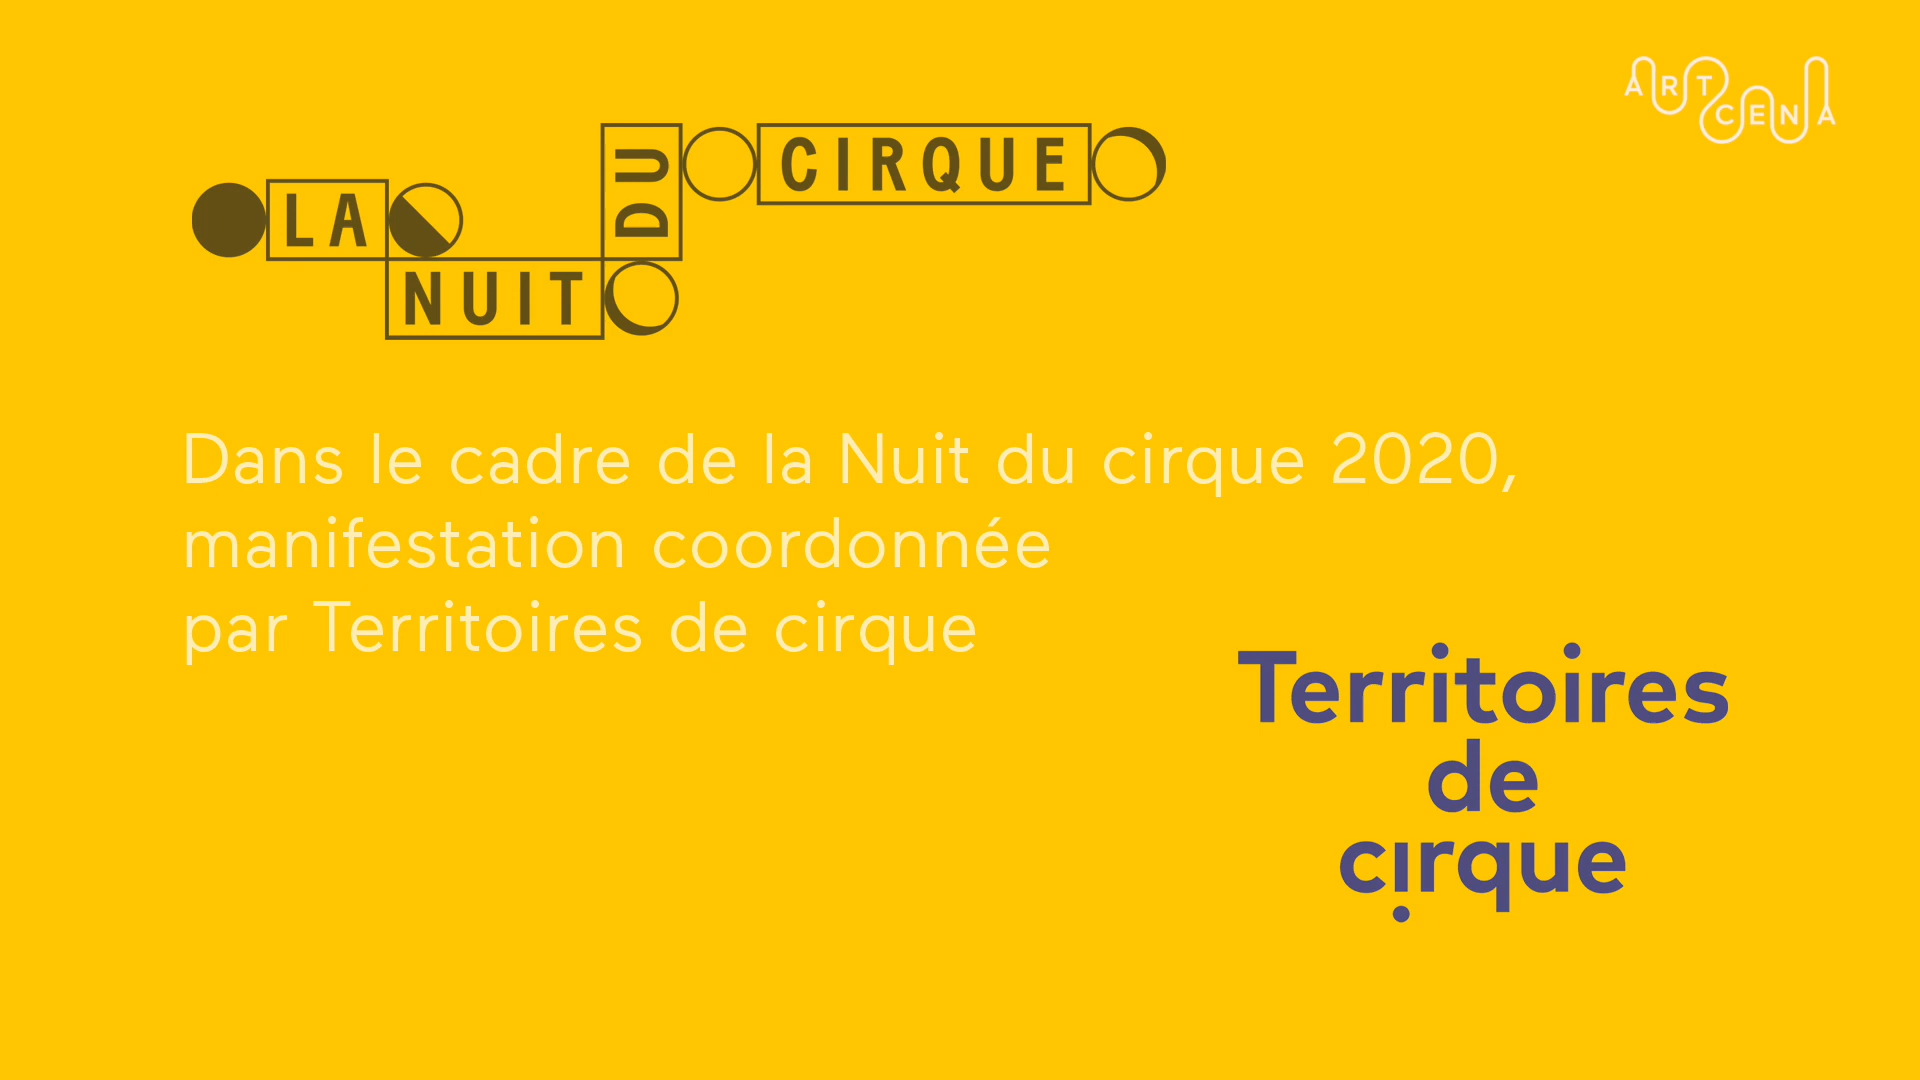 ARTCENA
LA NUIT DU CIRQUE
Dans le cadre de la Nuit du cirque 2020,
manifestation coordonnée
par Territoires de cirque
Territoires
de
cirque